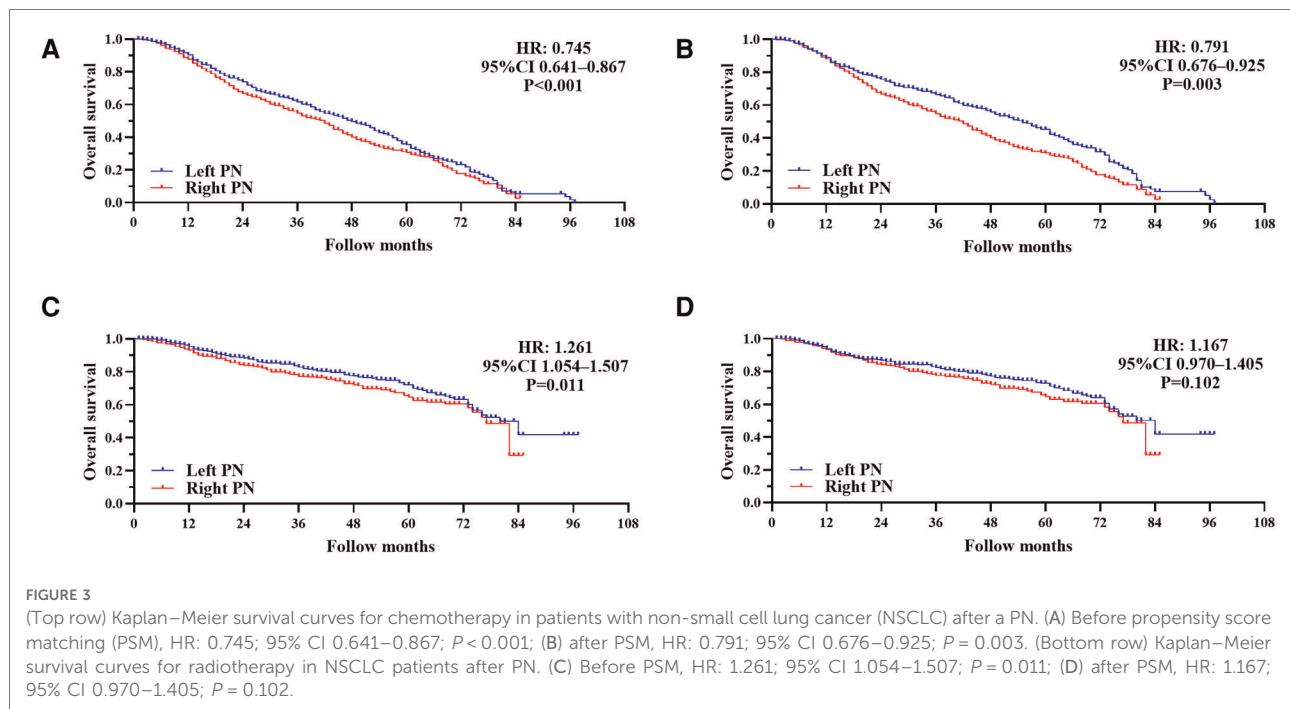 A
HR: 0.745
95%CI 0.641–0.867
P<0.001
Overall survival
1.0
0.8
0.6
0.4
0.2
0.0
Left PN
Right PN
0 12 24 36 48 60 72 84 96 108
Follow months
B
HR: 0.791
95%CI 0.676–0.925
P=0.003
Overall survival
1.0
0.8
0.6
0.4
0.2
0.0
Left PN
Right PN
0 12 24 36 48 60 72 84 96 108
Follow months
C
HR: 1.261
95%CI 1.054–1.507
P=0.011
Overall survival
1.0
0.8
0.6
0.4
0.2
0.0
Left PN
Right PN
0 12 24 36 48 60 72 84 96 108
Follow months
D
HR: 1.167
95%CI 0.970–1.405
P=0.102
Overall survival
1.0
0.8
0.6
0.4
0.2
0.0
Left PN
Right PN
0 12 24 36 48 60 72 84 96 108
Follow months
FIGURE 3
(Top row) Kaplan–Meier survival curves for chemotherapy in patients with non-small cell lung cancer (NSCLC) after a PN. (A) Before propensity score
matching (PSM), HR: 0.745; 95% CI 0.641–0.867; P < 0.001; (B) after PSM, HR: 0.791; 95% CI 0.676–0.925; P = 0.003. (Bottom row) Kaplan–Meier
survival curves for radiotherapy in NSCLC patients after PN. (C) Before PSM, HR: 1.261; 95% CI 1.054–1.507; P = 0.011; (D) after PSM, HR: 1.167;
95% CI 0.970–1.405; P = 0.102.